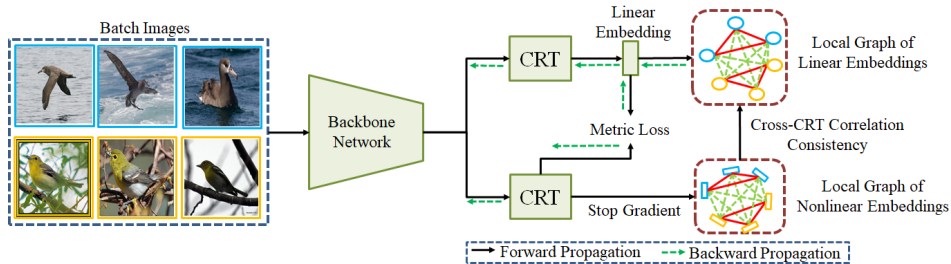 Batch Images
Backbone
Network
CRT
Linear
Embedding
Local Graph of
Linear Embeddings
Metric Loss
Cross-CRT Correlation
Consistency
CRT
Stop Gradient
Local Graph of
Nonlinear Embeddings
Forward Propagation
Backward Propagation